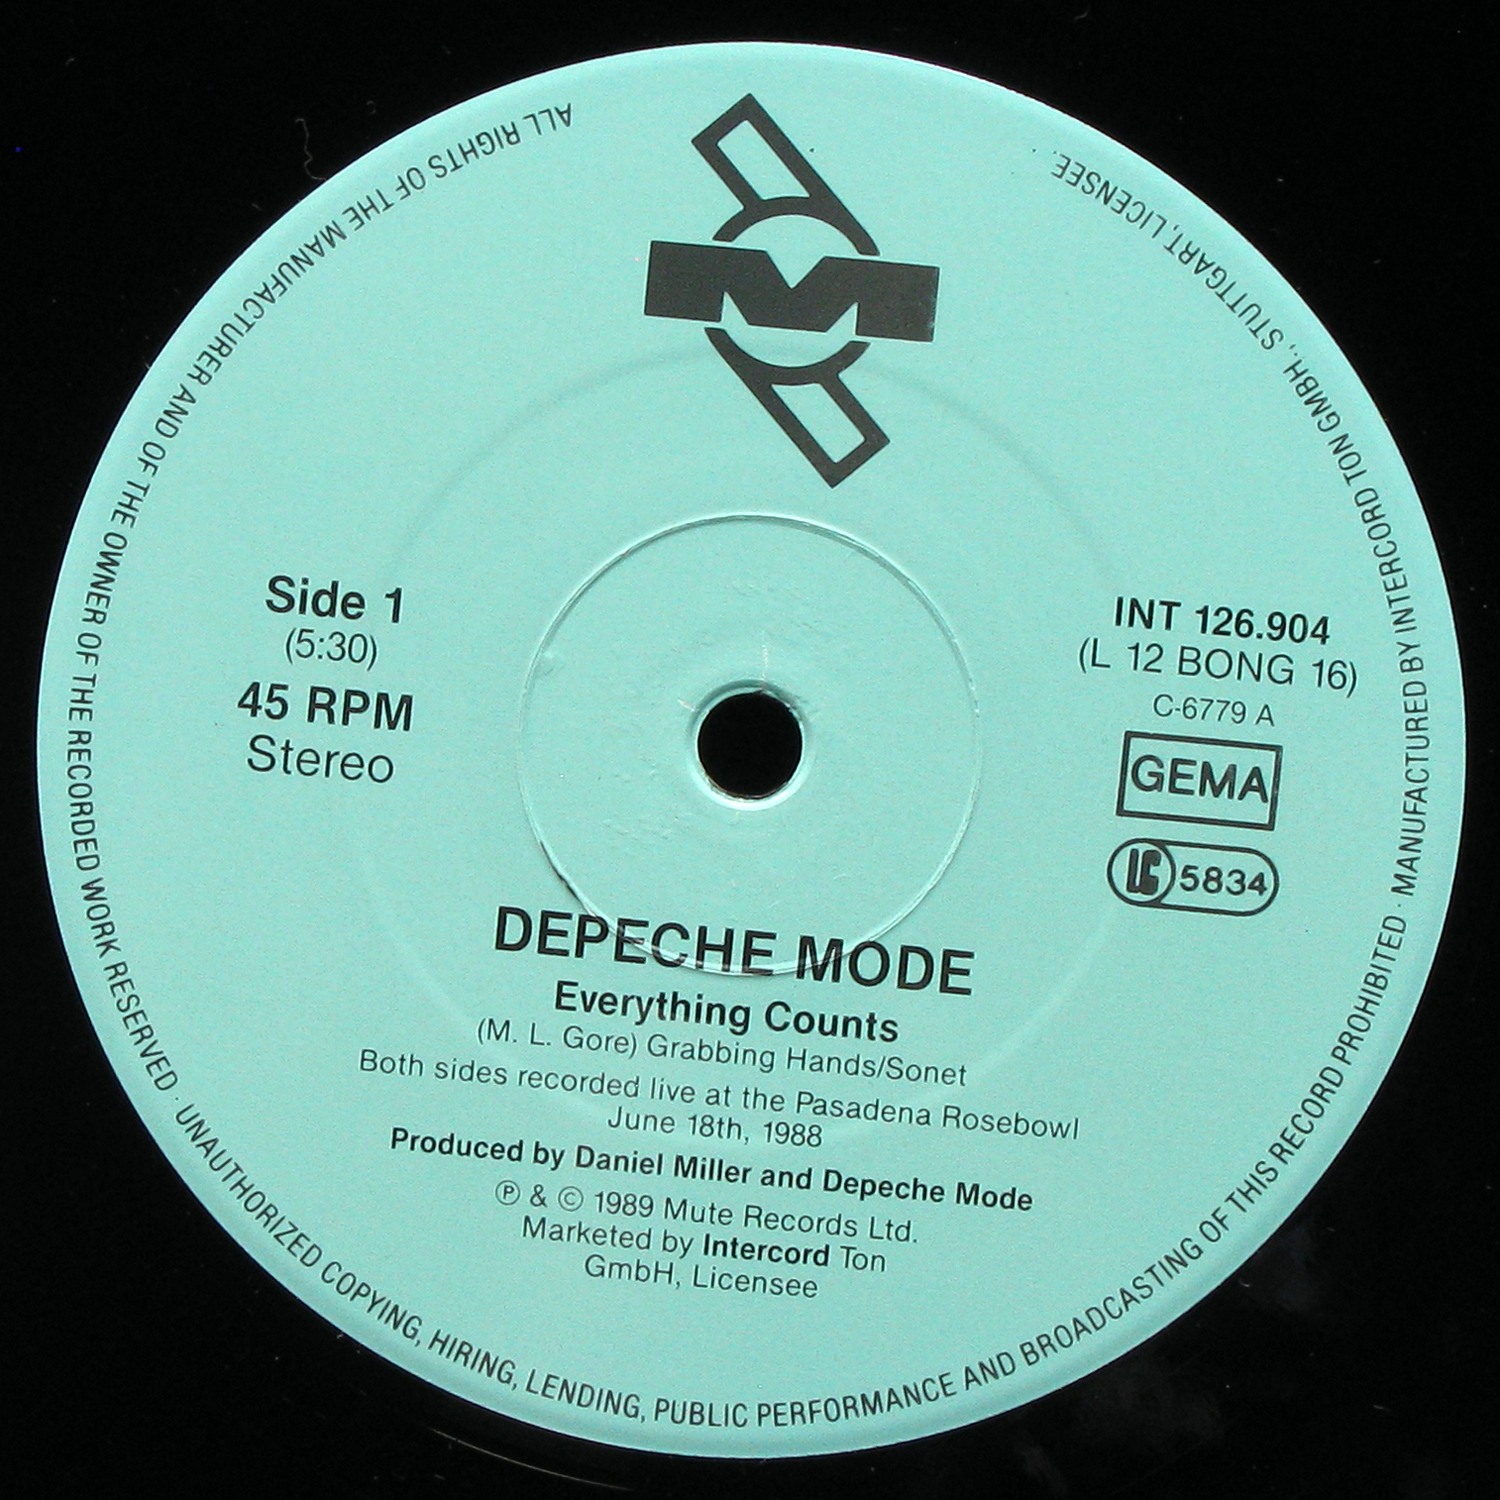 Side 1
(5:30)
45 RPM
Stereo
INT 126.904
(L 12 BONG 16)
C-6779 A
GEMA
LC 5834
DEPECHE MODE
Everything Counts
(M. L. Gore) Grabbing Hands/Sonet
Both sides recorded live at the Pasadena Rosebowl
June 18th, 1988
Produced by Daniel Miller and Depeche Mode
℗ & © 1989 Mute Records Ltd.
Marketed by Intercord Ton
GmbH, Licensee
ALL RIGHTS OF THE MANUFACTURER AND OF THE OWNER OF THE RECORDED WORK RESERVED · UNAUTHORIZED COPYING, HIRING, LENDING, PUBLIC PERFORMANCE AND BROADCASTING OF THIS RECORD PROHIBITED · MANUFACTURED BY INTERCORD TON GMBH., STUTTGART, LICENSEE